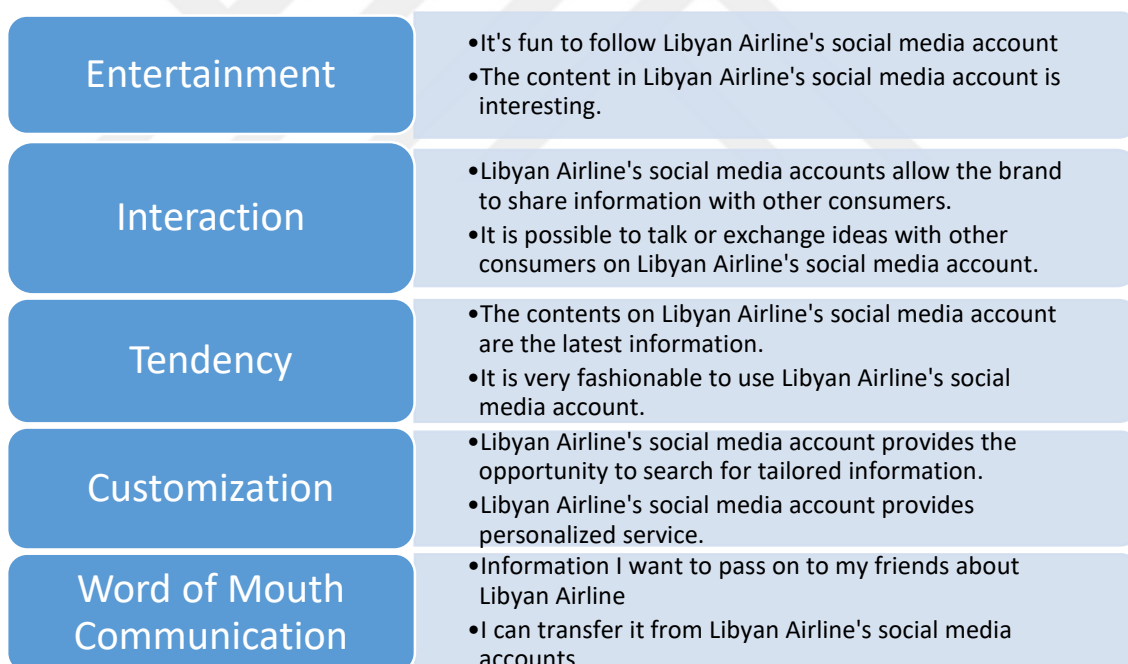 Entertainment
•It's fun to follow Libyan Airline's social media account
•The content in Libyan Airline's social media account is
interesting.
Interaction
•Libyan Airline's social media accounts allow the brand
to share information with other consumers.
•It is possible to talk or exchange ideas with other
consumers on Libyan Airline's social media account.
Tendency
•The contents on Libyan Airline's social media account
are the latest information.
•It is very fashionable to use Libyan Airline's social
media account.
Customization
•Libyan Airline's social media account provides the
opportunity to search for tailored information.
•Libyan Airline's social media account provides
personalized service.
Word of Mouth
Communication
•Information I want to pass on to my friends about
Libyan Airline
•I can transfer it from Libyan Airline's social media
accounts